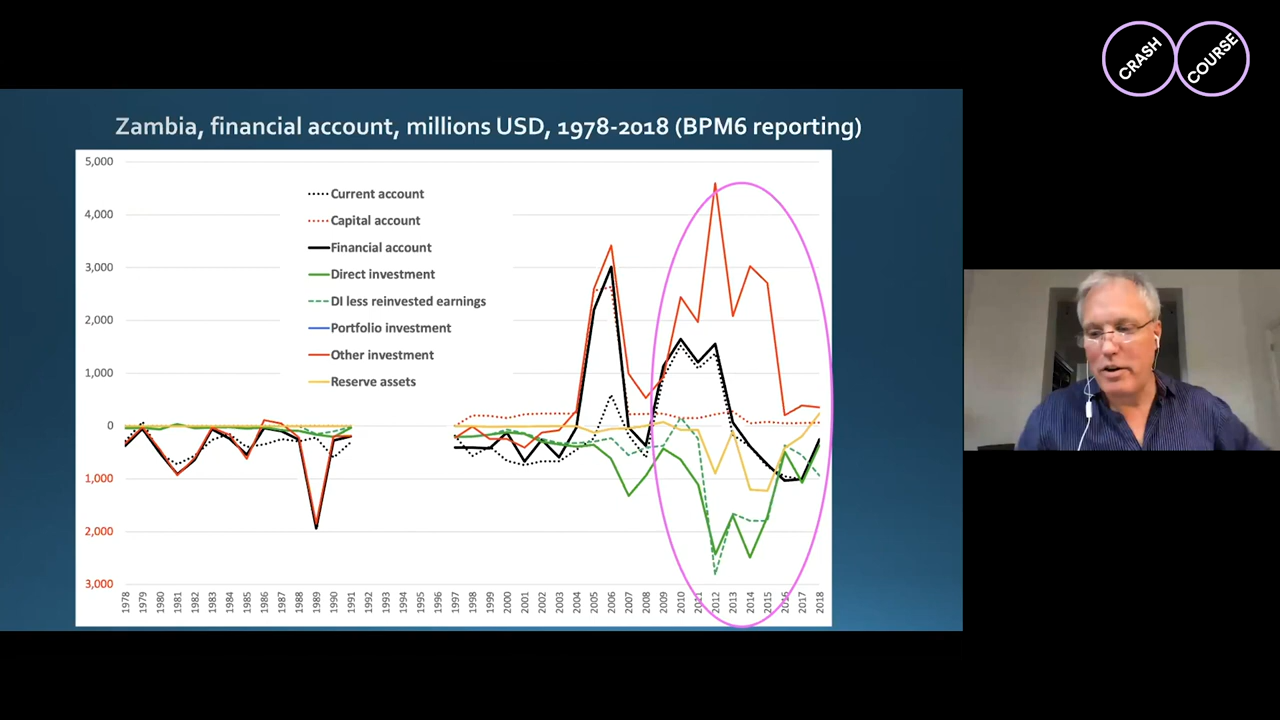 CRASH COURSE
Zambia, financial account, millions USD, 1978-2018 (BPM6 reporting)
5,000
4,000
3,000
2,000
1,000
0
1,000
2,000
3,000
Current account
Capital account
Financial account
Direct investment
DI less reinvested earnings
Portfolio investment
Other investment
Reserve assets
1978 1979 1980 1981 1982 1983 1984 1985 1986 1987 1988 1989 1990 1991 1992 1993 1994 1995 1996 1997 1998 1999 2000 2001 2002 2003 2004 2005 2006 2007 2008 2009 2010 2011 2012 2013 2014 2015 2016 2017 2018